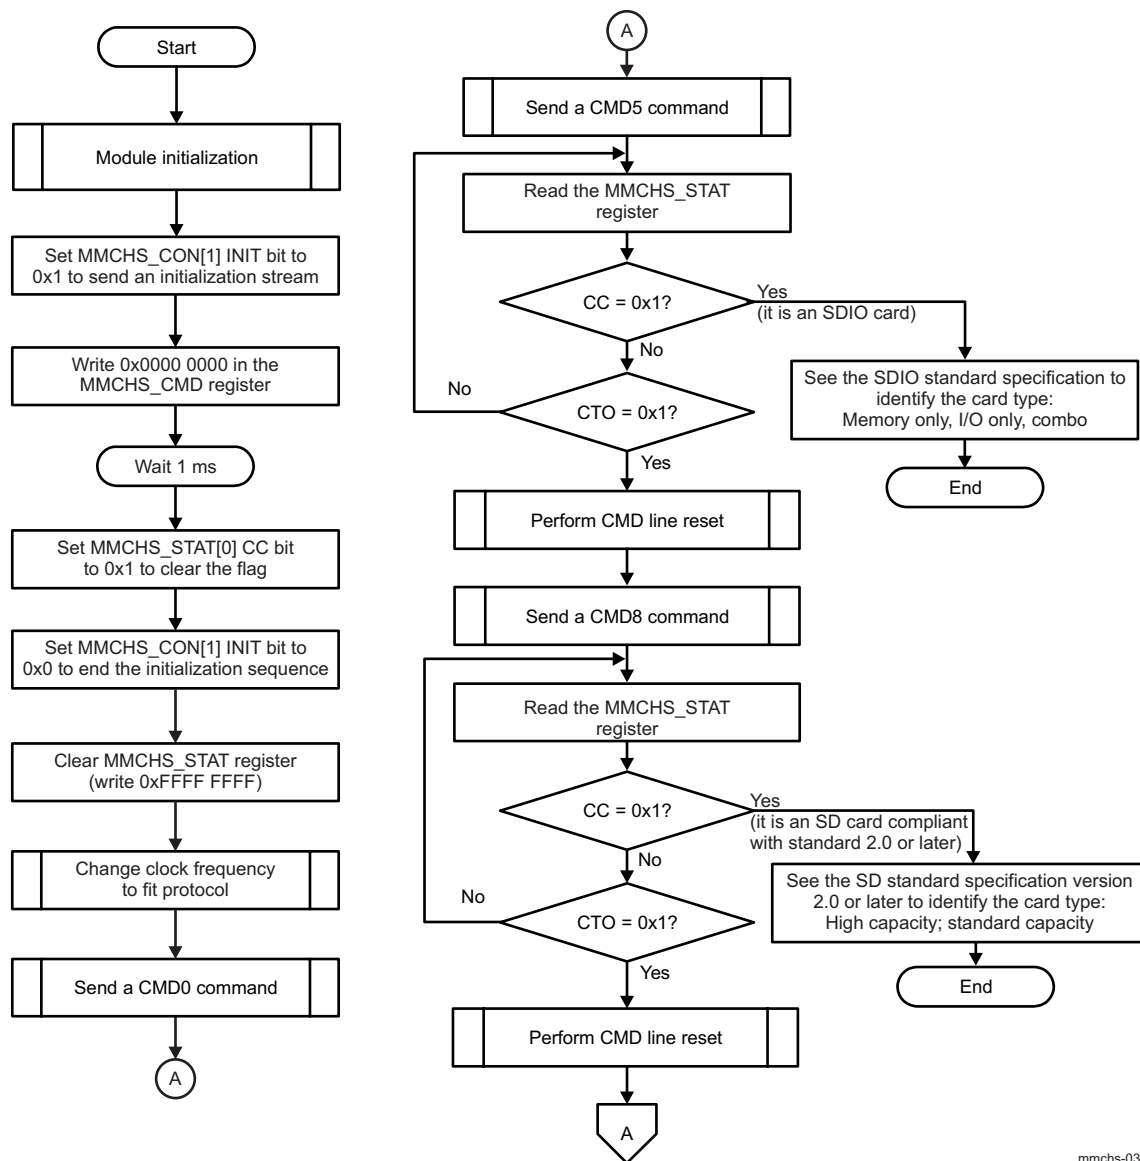 Start
Module initialization
Set MMCHS_CON[1] INIT bit to
0x1 to send an initialization stream
Write 0x0000 0000 in the
MMCHS_CMD register
Wait 1 ms
Set MMCHS_STAT[0] CC bit
to 0x1 to clear the flag
Set MMCHS_CON[1] INIT bit to
0x0 to end the initialization sequence
Clear MMCHS_STAT register
(write 0xFFFF FFFF)
Change clock frequency
to fit protocol
Send a CMD0 command
A
A
Send a CMD5 command
Read the MMCHS_STAT
register
CC = 0x1?
Yes
(it is an SDIO card)
No
See the SDIO standard specification to
identify the card type:
Memory only, I/O only, combo
End
No
CTO = 0x1?
Yes
Perform CMD line reset
Send a CMD8 command
Read the MMCHS_STAT
register
CC = 0x1?
Yes
(it is an SD card compliant
with standard 2.0 or later)
No
See the SD standard specification version
2.0 or later to identify the card type:
High capacity; standard capacity
End
No
CTO = 0x1?
Yes
Perform CMD line reset
A
mmchs-03